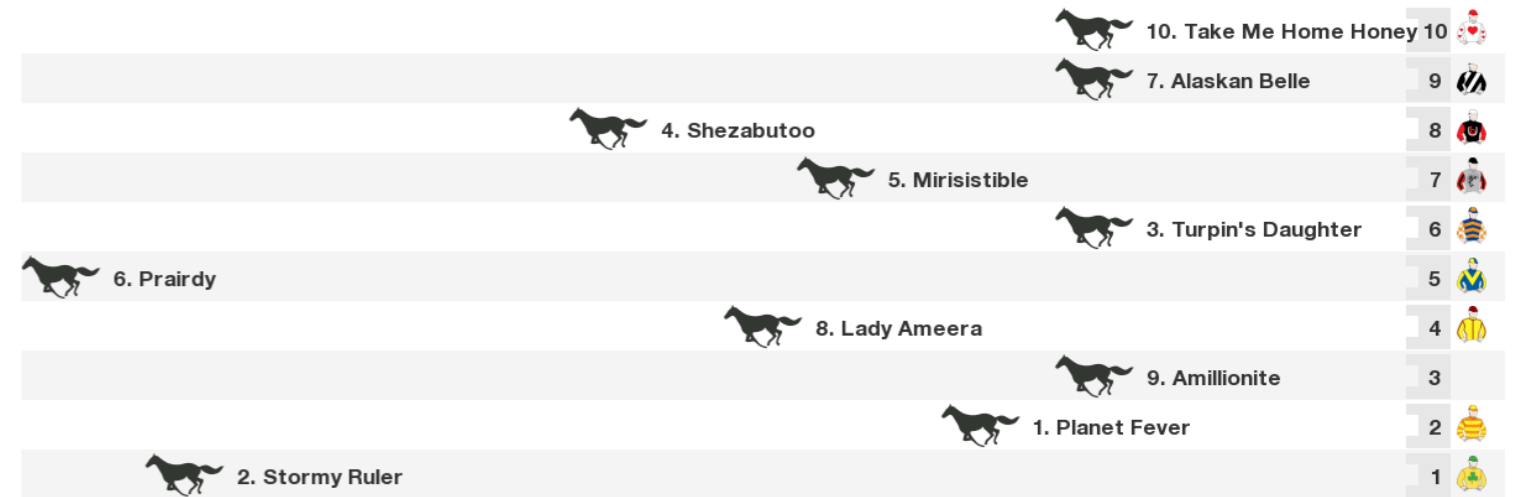 10. Take Me Home Honey 10
7. Alaskan Belle 9
4. Shezabutoo 8
5. Mirisistible 7
3. Turpin's Daughter 6
6. Prairdy 5
8. Lady Ameera 4
9. Amillionite 3
1. Planet Fever 2
2. Stormy Ruler 1